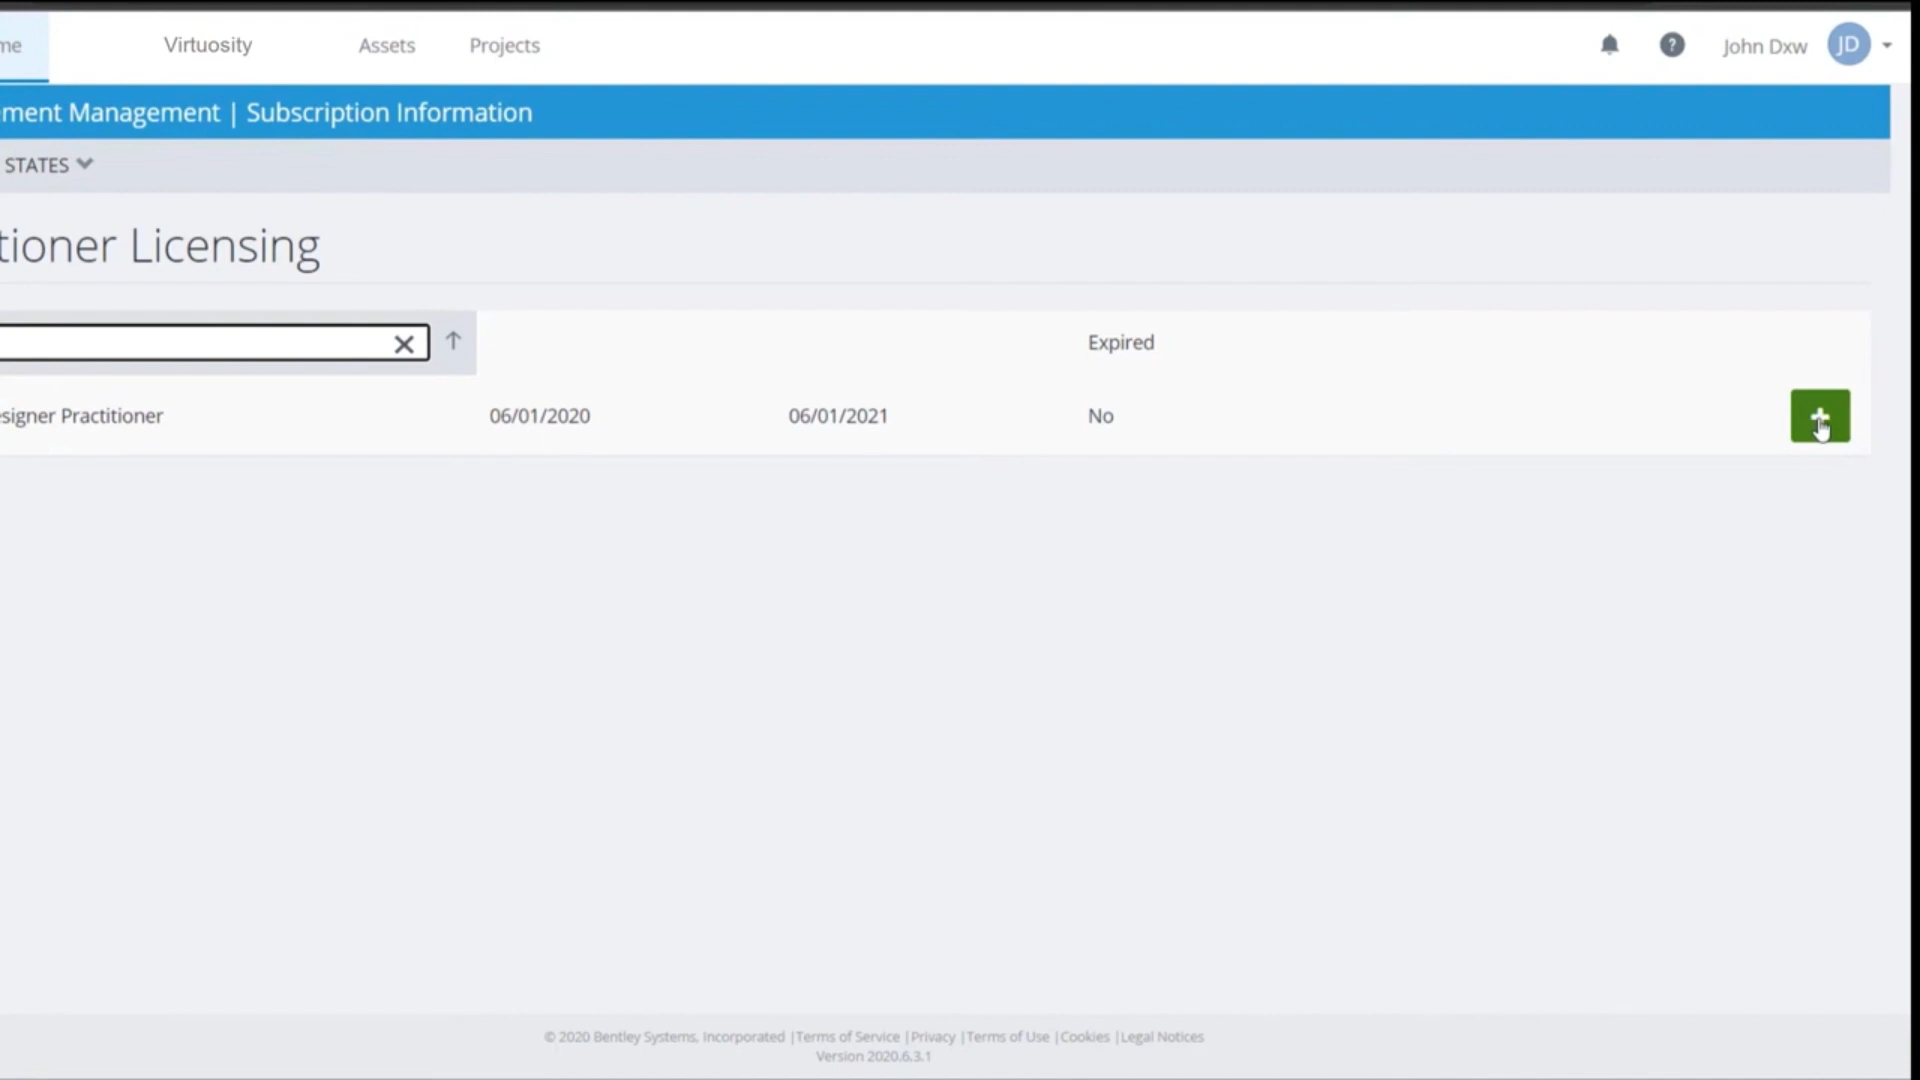 me Virtuosity Assets Projects ? John Dxw JD
ement Management | Subscription Information
STATES
tioner Licensing
Expired
signer Practitioner 06/01/2020 06/01/2021 No
© 2020 Bentley Systems, Incorporated |Terms of Service |Privacy |Terms of Use |Cookies |Legal Notices
Version 2020.6.3.1